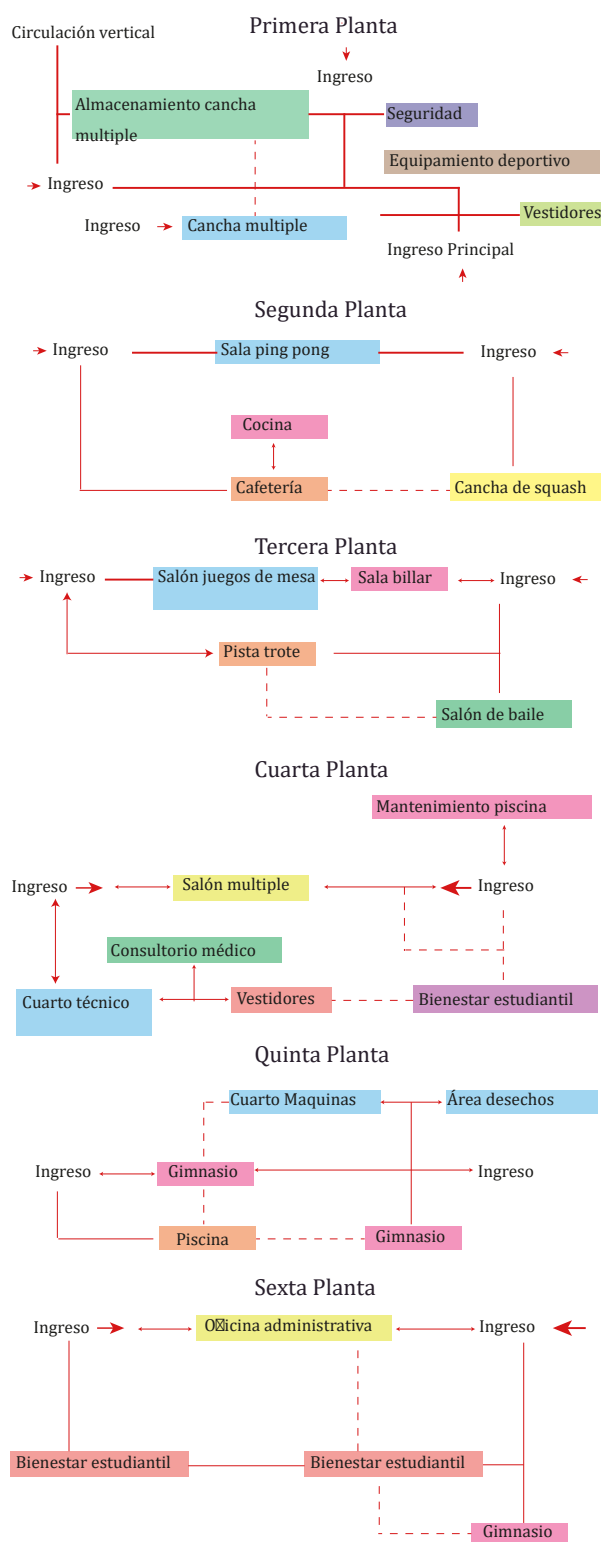 Primera Planta
Circulación vertical
Ingreso
Almacenamiento cancha
multiple
Seguridad
Equipamiento deportivo
Ingreso
Vestidores
Ingreso
Cancha multiple
Ingreso Principal
Segunda Planta
Ingreso
Sala ping pong
Ingreso
Cocina
Cafetería
Cancha de squash
Tercera Planta
Ingreso
Salón juegos de mesa
Sala billar
Ingreso
Pista trote
Salón de baile
Cuarta Planta
Mantenimiento piscina
Ingreso
Salón multiple
Ingreso
Consultorio médico
Cuarto técnico
Vestidores
Bienestar estudiantil
Quinta Planta
Cuarto Maquinas
Área desechos
Ingreso
Gimnasio
Ingreso
Piscina
Gimnasio
Sexta Planta
Ingreso
administrativa
Ingreso
Bienestar estudiantil
Bienestar estudiantil
Gimnasio